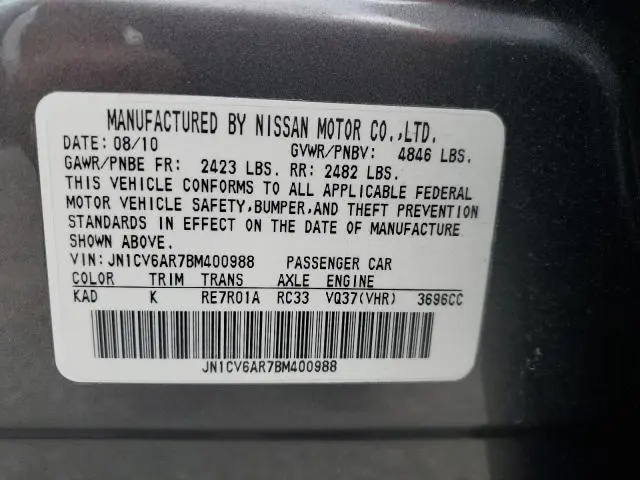 MANUFACTURED BY NISSAN MOTOR CO.,LTD.
DATE: 08/10 GVWR/PNBV: 4846 LBS.
GAWR/PNBE FR: 2423 LBS. RR: 2482 LBS.
THIS VEHICLE CONFORMS TO ALL APPLICABLE FEDERAL
MOTOR VEHICLE SAFETY,BUMPER,AND THEFT PREVENTION
STANDARDS IN EFFECT ON THE DATE OF MANUFACTURE
SHOWN ABOVE.
VIN:JN1CV6AR7BM400988 PASSENGER CAR
COLOR TRIM TRANS AXLE ENGINE
KAD K RE7R01A RC33 VQ37(VHR) 3696CC
JN1CV6AR7BM400988